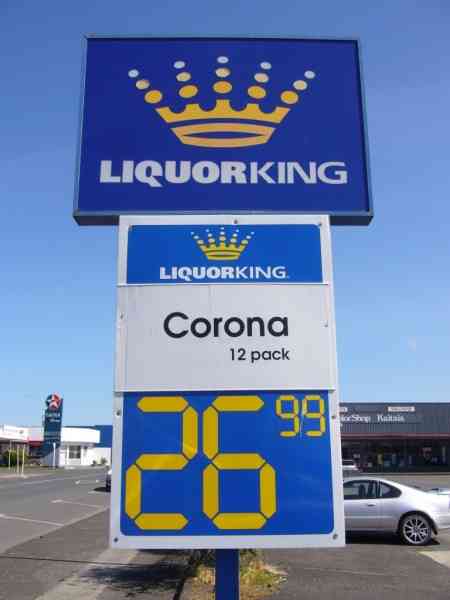 LIQUORKING
LIQUORKING
Corona
12 pack
26 99
Kaitaia